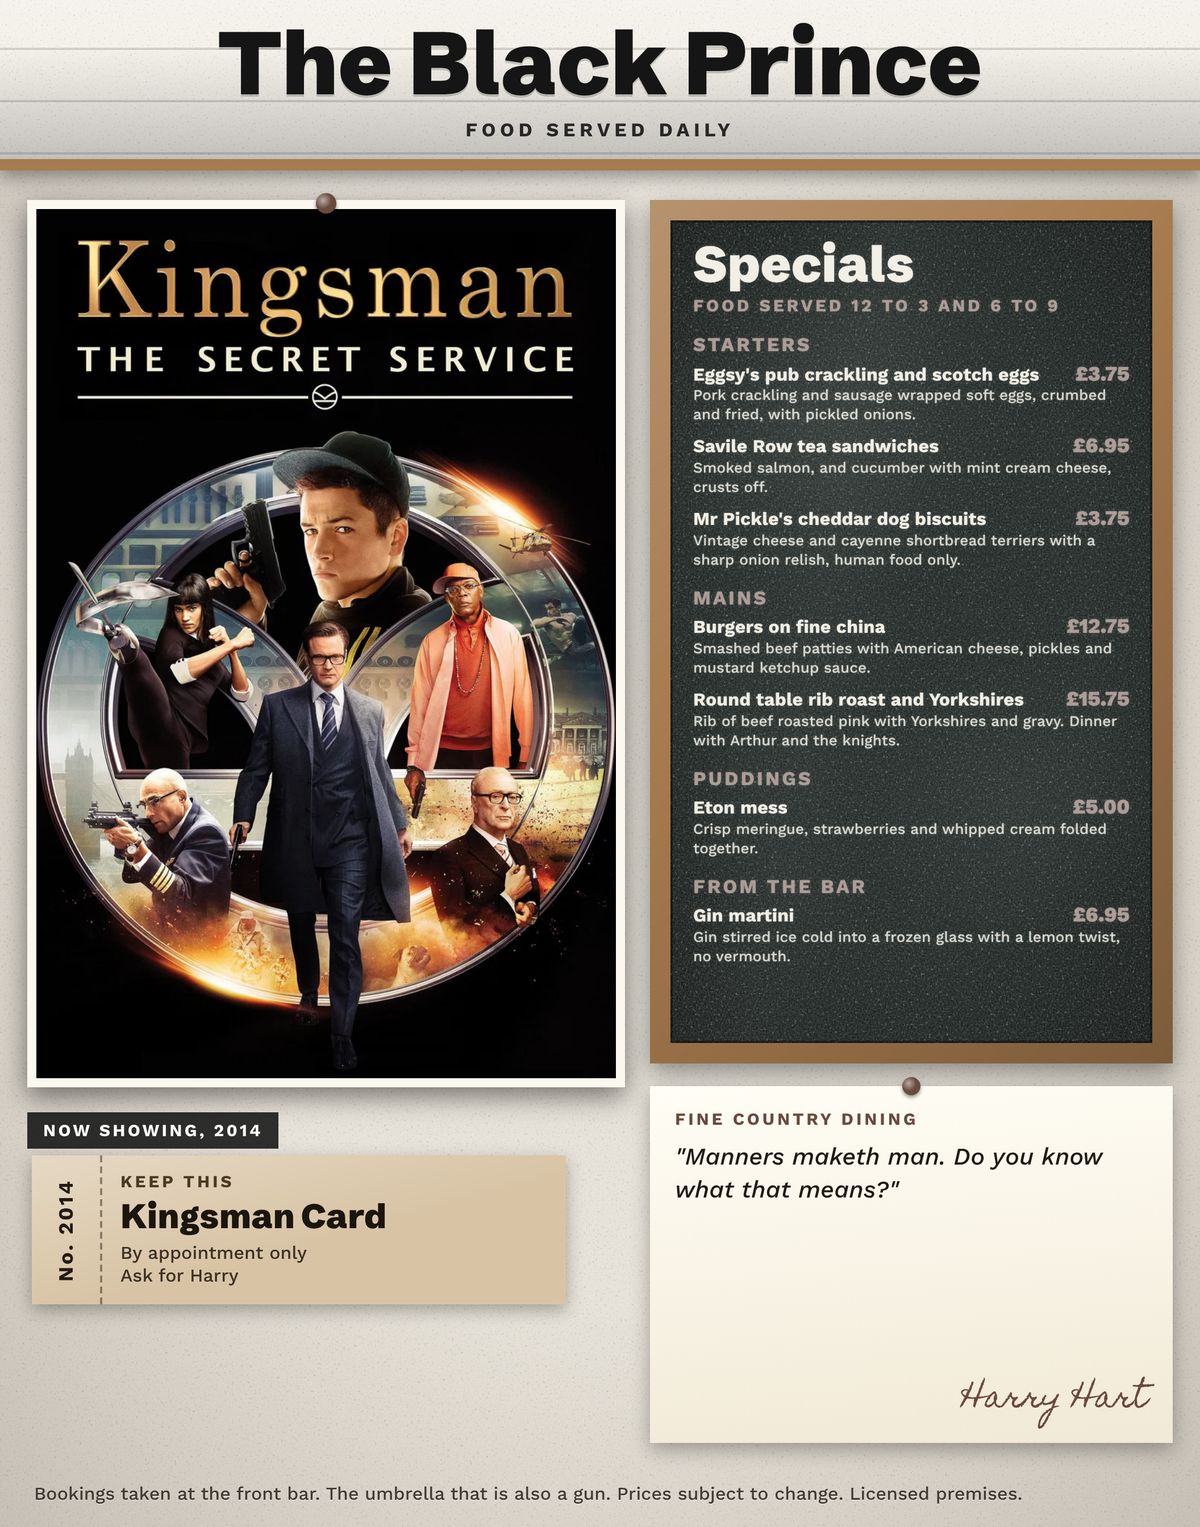 The Black Prince
FOOD SERVED DAILY
Kingsman
THE SECRET SERVICE
NOW SHOWING, 2014
No. 2014
KEEP THIS
Kingsman Card
By appointment only
Ask for Harry
Specials
FOOD SERVED 12 TO 3 AND 6 TO 9
STARTERS
Eggsy's pub crackling and scotch eggs £3.75
Pork crackling and sausage wrapped soft eggs, crumbed
and fried, with pickled onions.
Savile Row tea sandwiches £6.95
Smoked salmon, and cucumber with mint cream cheese,
crusts off.
Mr Pickle's cheddar dog biscuits £3.75
Vintage cheese and cayenne shortbread terriers with a
sharp onion relish, human food only.
MAINS
Burgers on fine china £12.75
Smashed beef patties with American cheese, pickles and
mustard ketchup sauce.
Round table rib roast and Yorkshires £15.75
Rib of beef roasted pink with Yorkshires and gravy. Dinner
with Arthur and the knights.
PUDDINGS
Eton mess £5.00
Crisp meringue, strawberries and whipped cream folded
together.
FROM THE BAR
Gin martini £6.95
Gin stirred ice cold into a frozen glass with a lemon twist,
no vermouth.
FINE COUNTRY DINING
"Manners maketh man. Do you know
what that means?"
Harry Hart
Bookings taken at the front bar. The umbrella that is also a gun. Prices subject to change. Licensed premises.